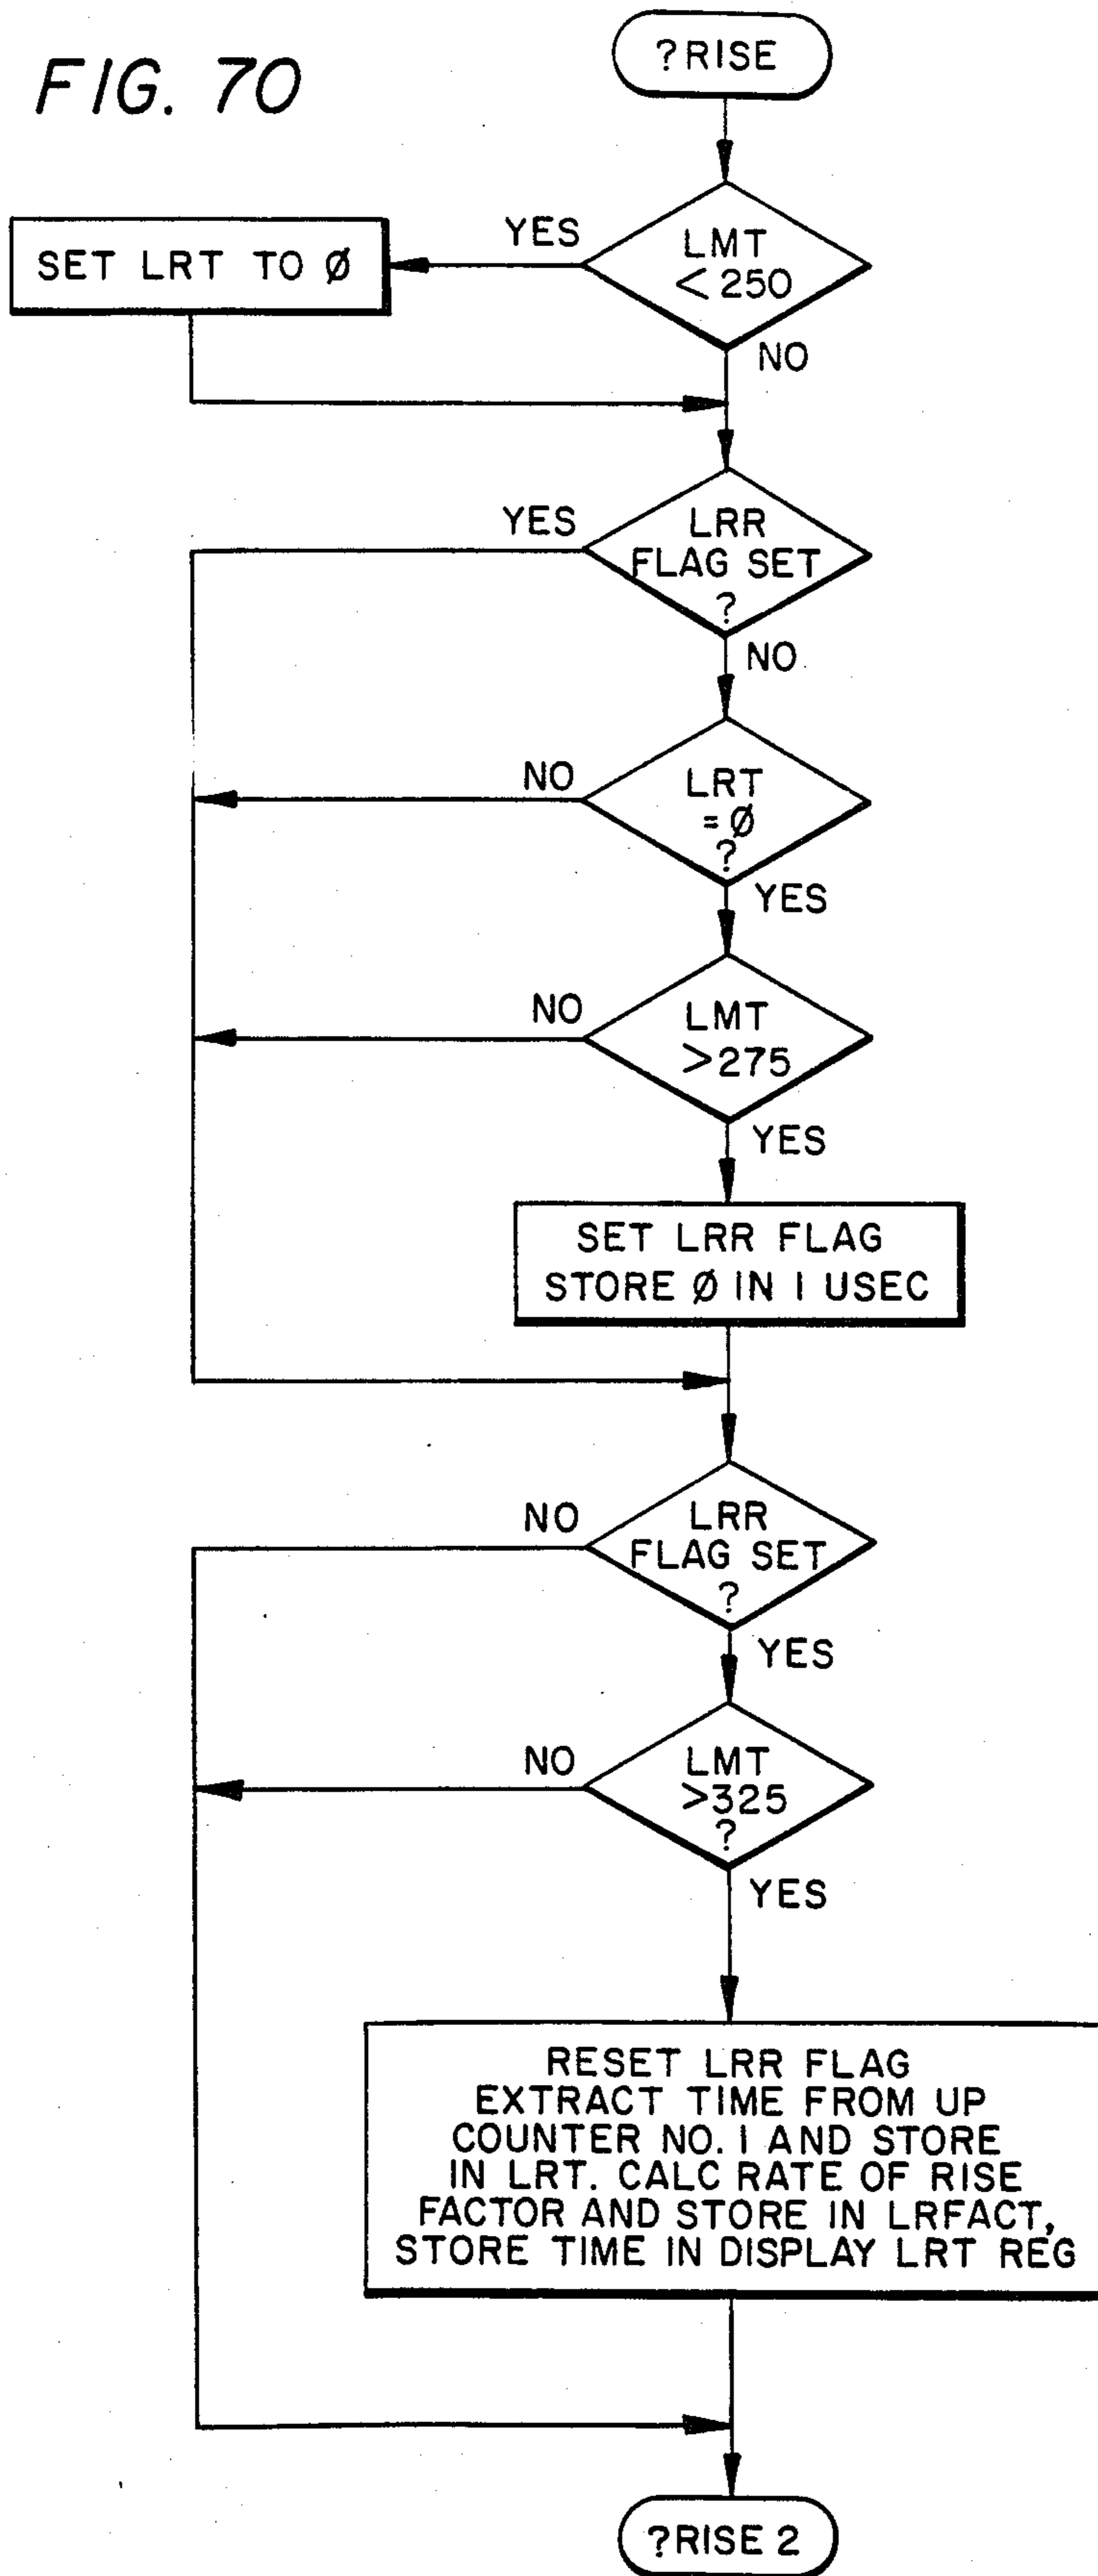 FIG. 70
?RISE
LMT
< 250
YES
NO
SET LRT TO Ø
LRR
FLAG SET
?
YES
NO
LRT
= Ø
?
NO
YES
LMT
>275
NO
YES
SET LRR FLAG
STORE Ø IN 1 USEC
LRR
FLAG SET
?
NO
YES
LMT
>325
?
NO
YES
RESET LRR FLAG
EXTRACT TIME FROM UP
COUNTER NO. 1 AND STORE
IN LRT. CALC RATE OF RISE
FACTOR AND STORE IN LRFACT,
STORE TIME IN DISPLAY LRT REG
?RISE 2